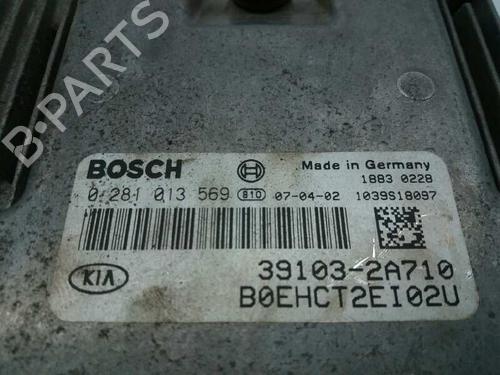 B-PARTS
BOSCH Made in Germany
1883 0228
0 281 013 569 810 07-04-02 1039S18097
39103-2A710
KIA B0EHCT2EI02U